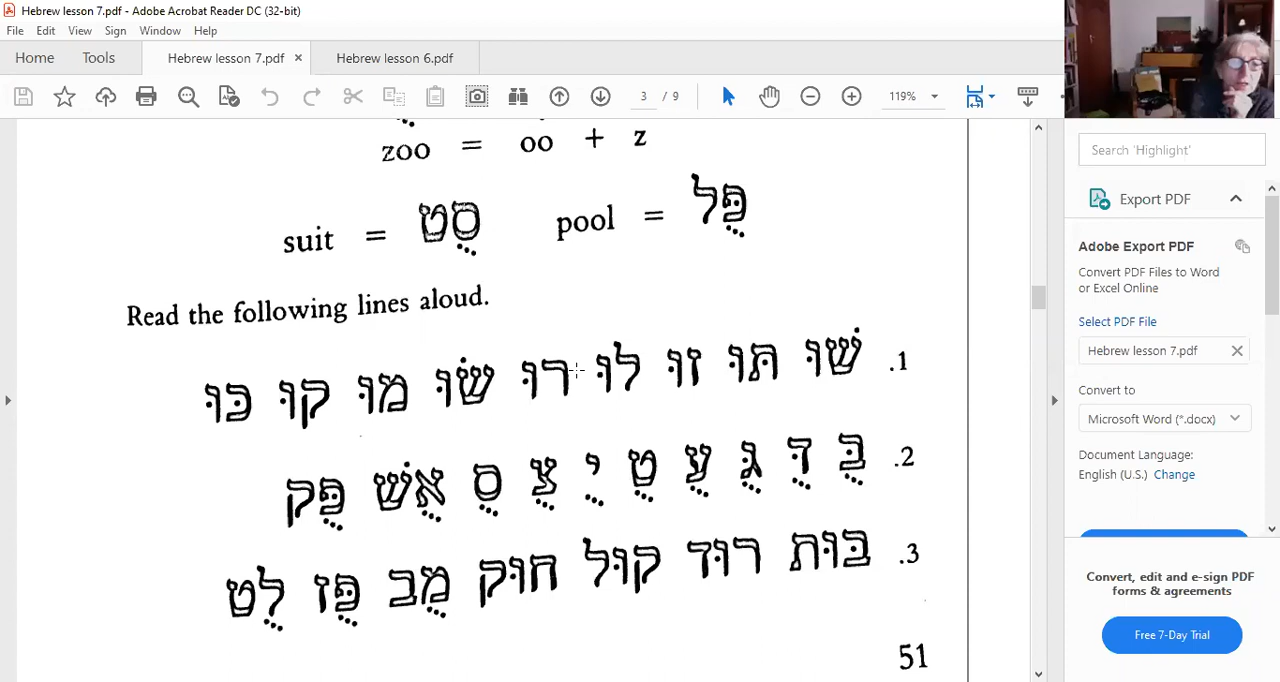 Hebrew lesson 7.pdf - Adobe Acrobat Reader DC (32-bit)
File Edit View Sign Window Help
Home Tools Hebrew lesson 7.pdf × Hebrew lesson 6.pdf
3 / 9 119%
zoo = oo + z
suit = סֻט pool = פֻּל
Read the following lines aloud.
1. שׁוּ תּוּ זוּ לוּ רוּ שׂוּ מוּ קוּ כּוּ
2. בֻּ דֻּ גֻּ עֻ טֻ יֻ צֻ סֻ אֻשׁ פֻּק
3. בּוּת רוּד קוּל חוּק מֻב פֻּז לֻט
51
Search 'Highlight'
Export PDF
Adobe Export PDF
Convert PDF Files to Word
or Excel Online
Select PDF File
Hebrew lesson 7.pdf ×
Convert to
Microsoft Word (*.docx)
Document Language:
English (U.S.) Change
Convert, edit and e-sign PDF
forms & agreements
Free 7-Day Trial